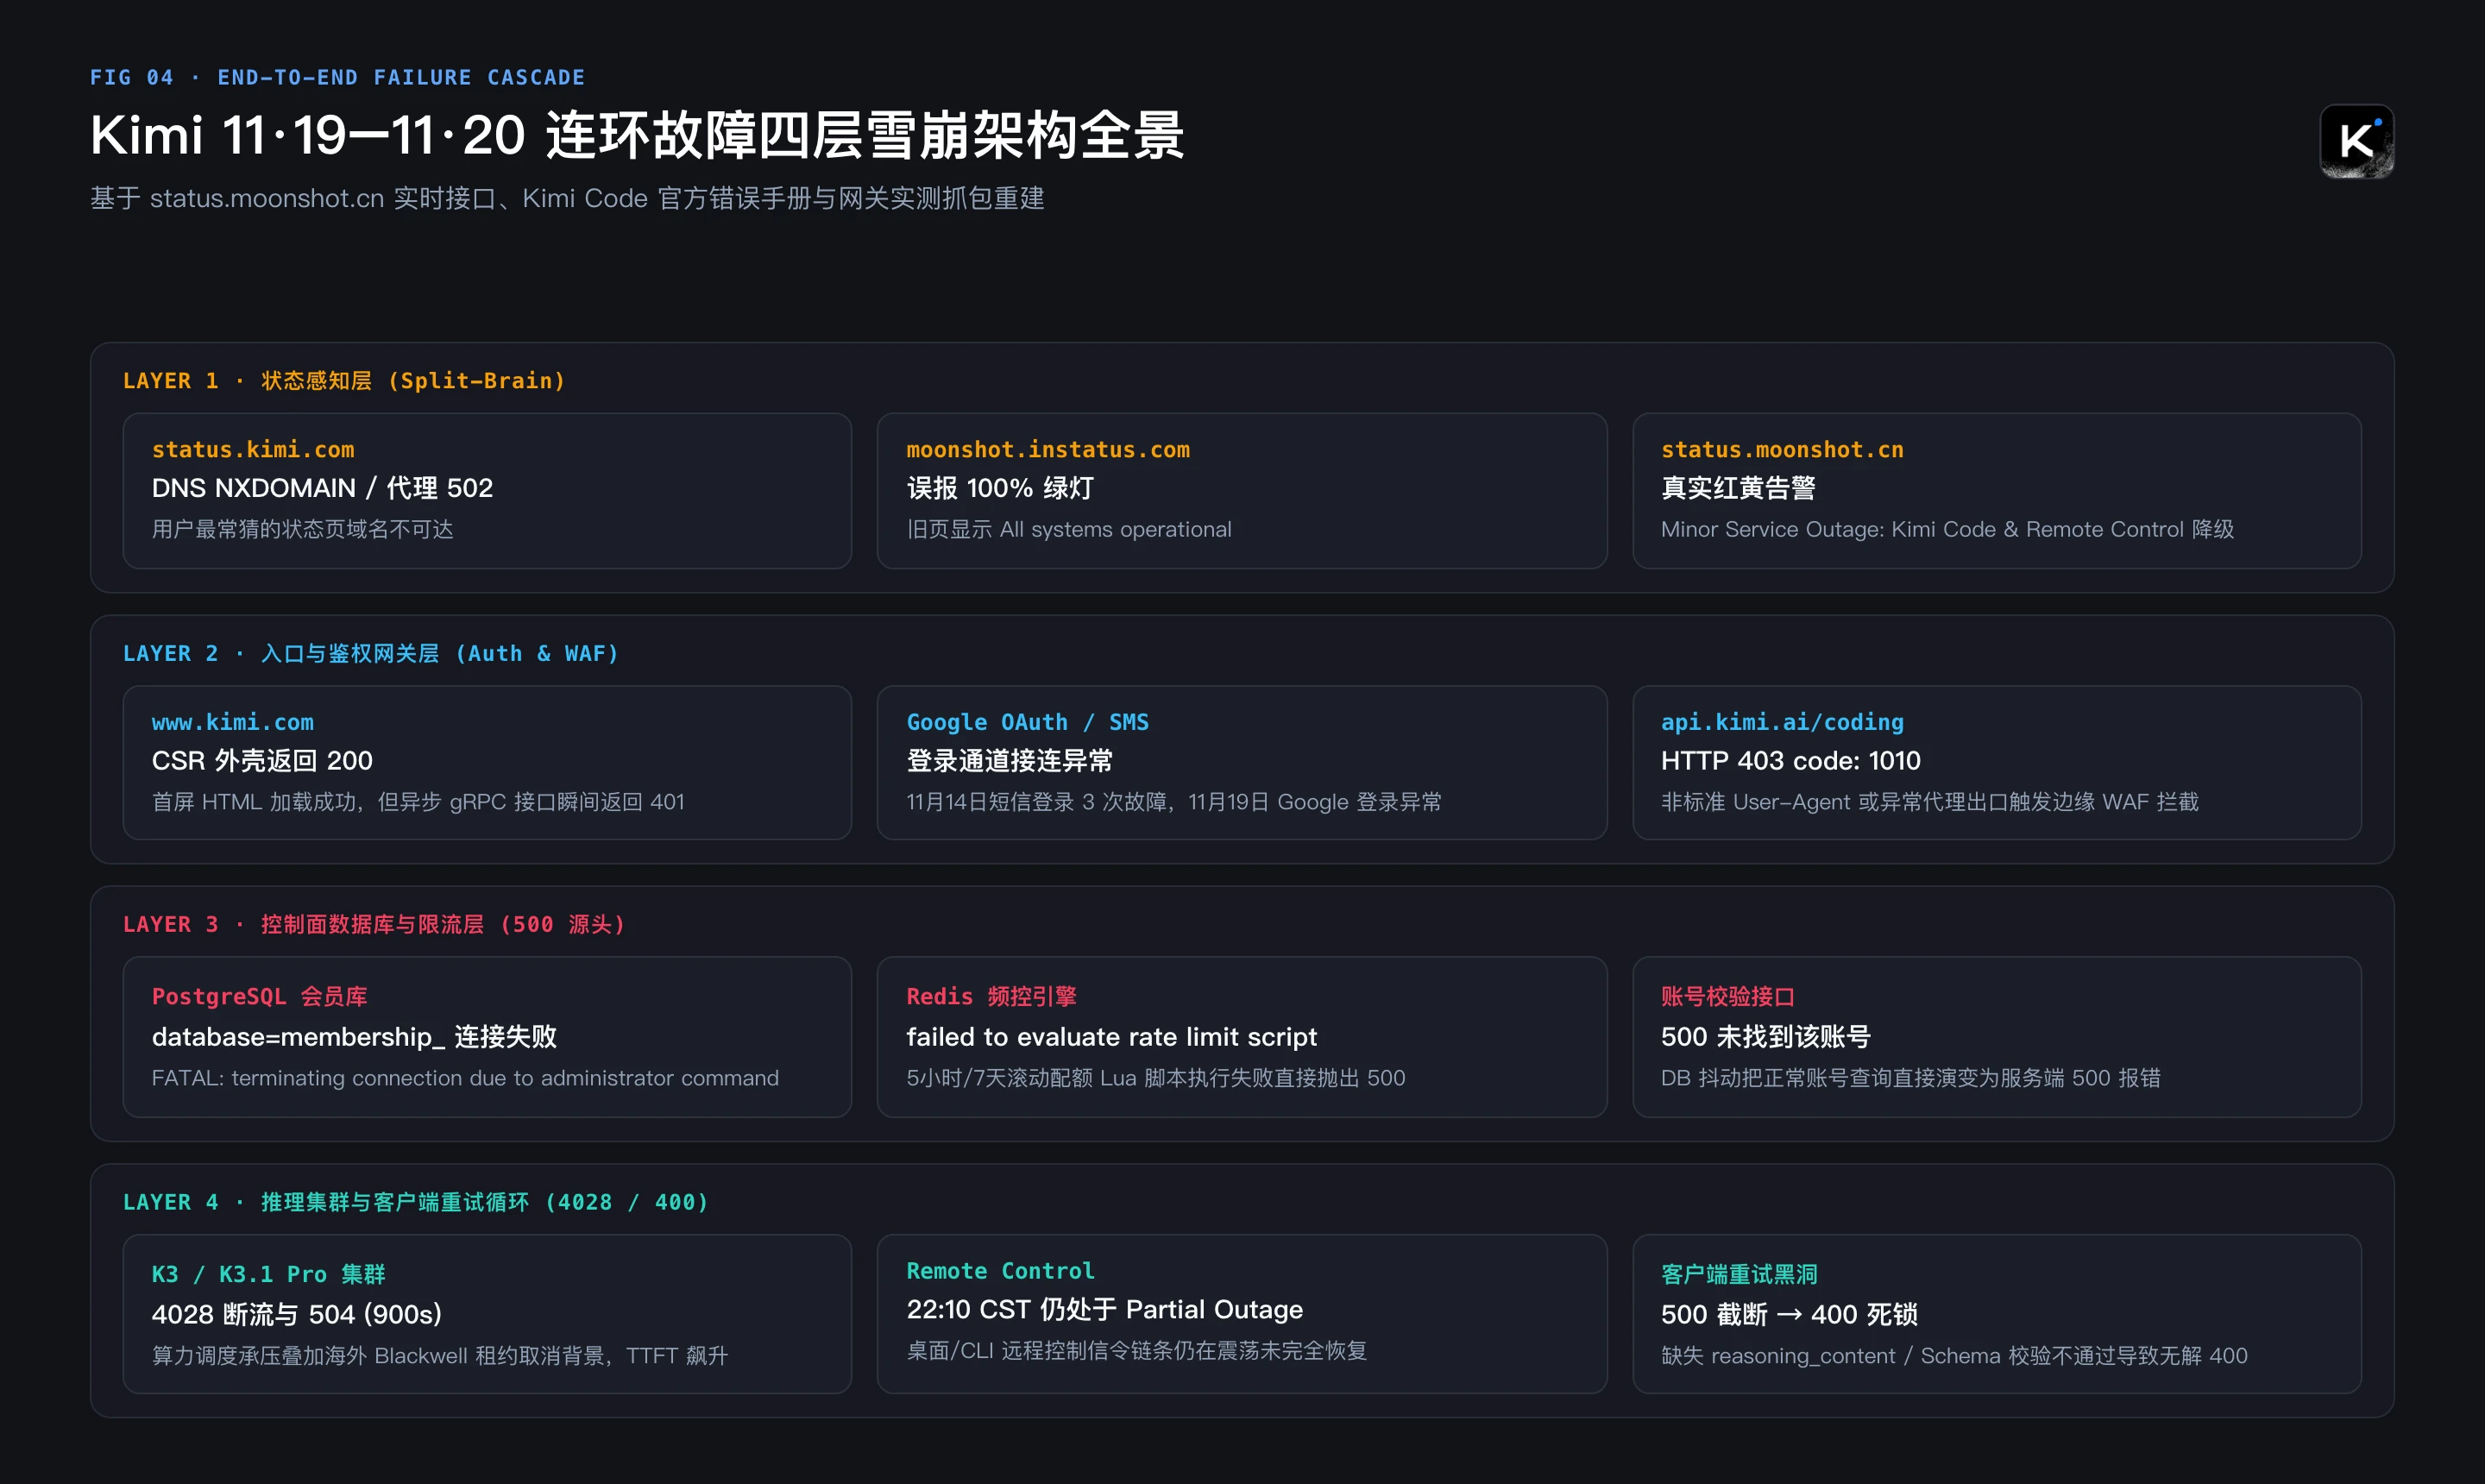 FIG 04 · END-TO-END FAILURE CASCADE
Kimi 11·19—11·20 连环故障四层雪崩架构全景
基于 status.moonshot.cn 实时接口、Kimi Code 官方错误手册与网关实测抓包重建
K
LAYER 1 · 状态感知层 (Split-Brain)
status.kimi.com
DNS NXDOMAIN / 代理 502
用户最常猜的状态页域名不可达
moonshot.instatus.com
误报 100% 绿灯
旧页显示 All systems operational
status.moonshot.cn
真实红黄告警
Minor Service Outage: Kimi Code & Remote Control 降级
LAYER 2 · 入口与鉴权网关层 (Auth & WAF)
www.kimi.com
CSR 外壳返回 200
首屏 HTML 加载成功，但异步 gRPC 接口瞬间返回 401
Google OAuth / SMS
登录通道接连异常
11月14日短信登录 3 次故障，11月19日 Google 登录异常
api.kimi.ai/coding
HTTP 403 code: 1010
非标准 User-Agent 或异常代理出口触发边缘 WAF 拦截
LAYER 3 · 控制面数据库与限流层 (500 源头)
PostgreSQL 会员库
database=membership_ 连接失败
FATAL: terminating connection due to administrator command
Redis 频控引擎
failed to evaluate rate limit script
5小时/7天滚动配额 Lua 脚本执行失败直接抛出 500
账号校验接口
500 未找到该账号
DB 抖动把正常账号查询直接演变为服务端 500 报错
LAYER 4 · 推理集群与客户端重试循环 (4028 / 400)
K3 / K3.1 Pro 集群
4028 断流与 504 (900s)
算力调度承压叠加海外 Blackwell 租约取消背景，TTFT 飙升
Remote Control
22:10 CST 仍处于 Partial Outage
桌面/CLI 远程控制信令链条仍在震荡未完全恢复
客户端重试黑洞
500 截断 → 400 死锁
缺失 reasoning_content / Schema 校验不通过导致无解 400